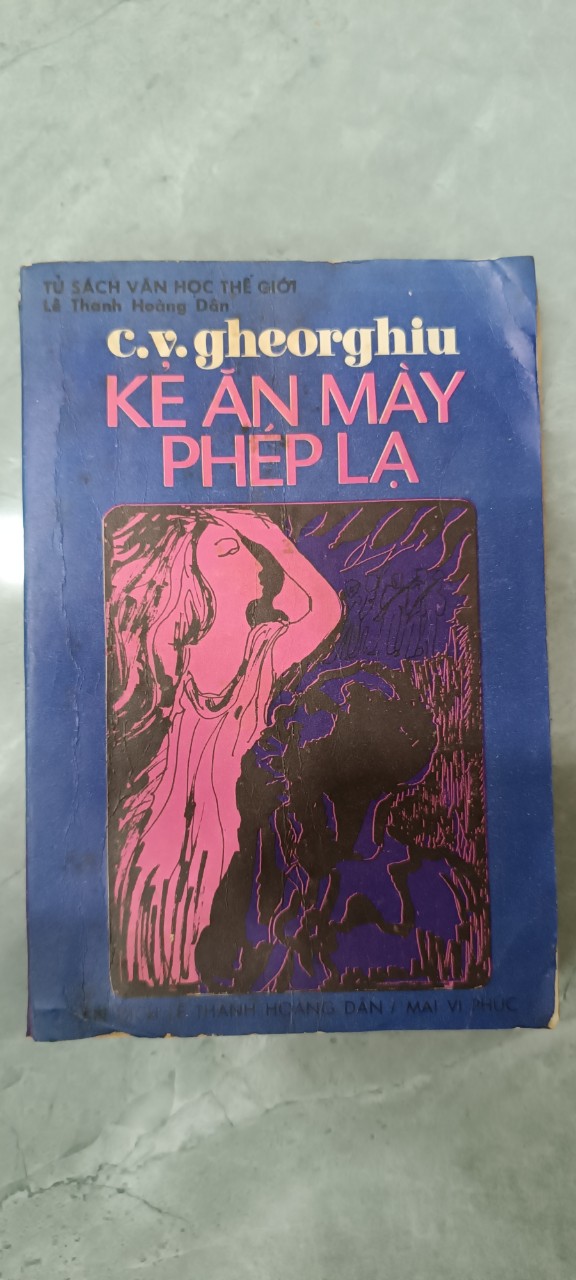 TỦ SÁCH VĂN HỌC THẾ GIỚI
Lê Thanh Hoàng Dân
c.v. gheorghiu
KẺ ĂN MÀY
PHÉP LẠ
LÊ THANH HOÀNG DÂN / MAI VI PHÚC